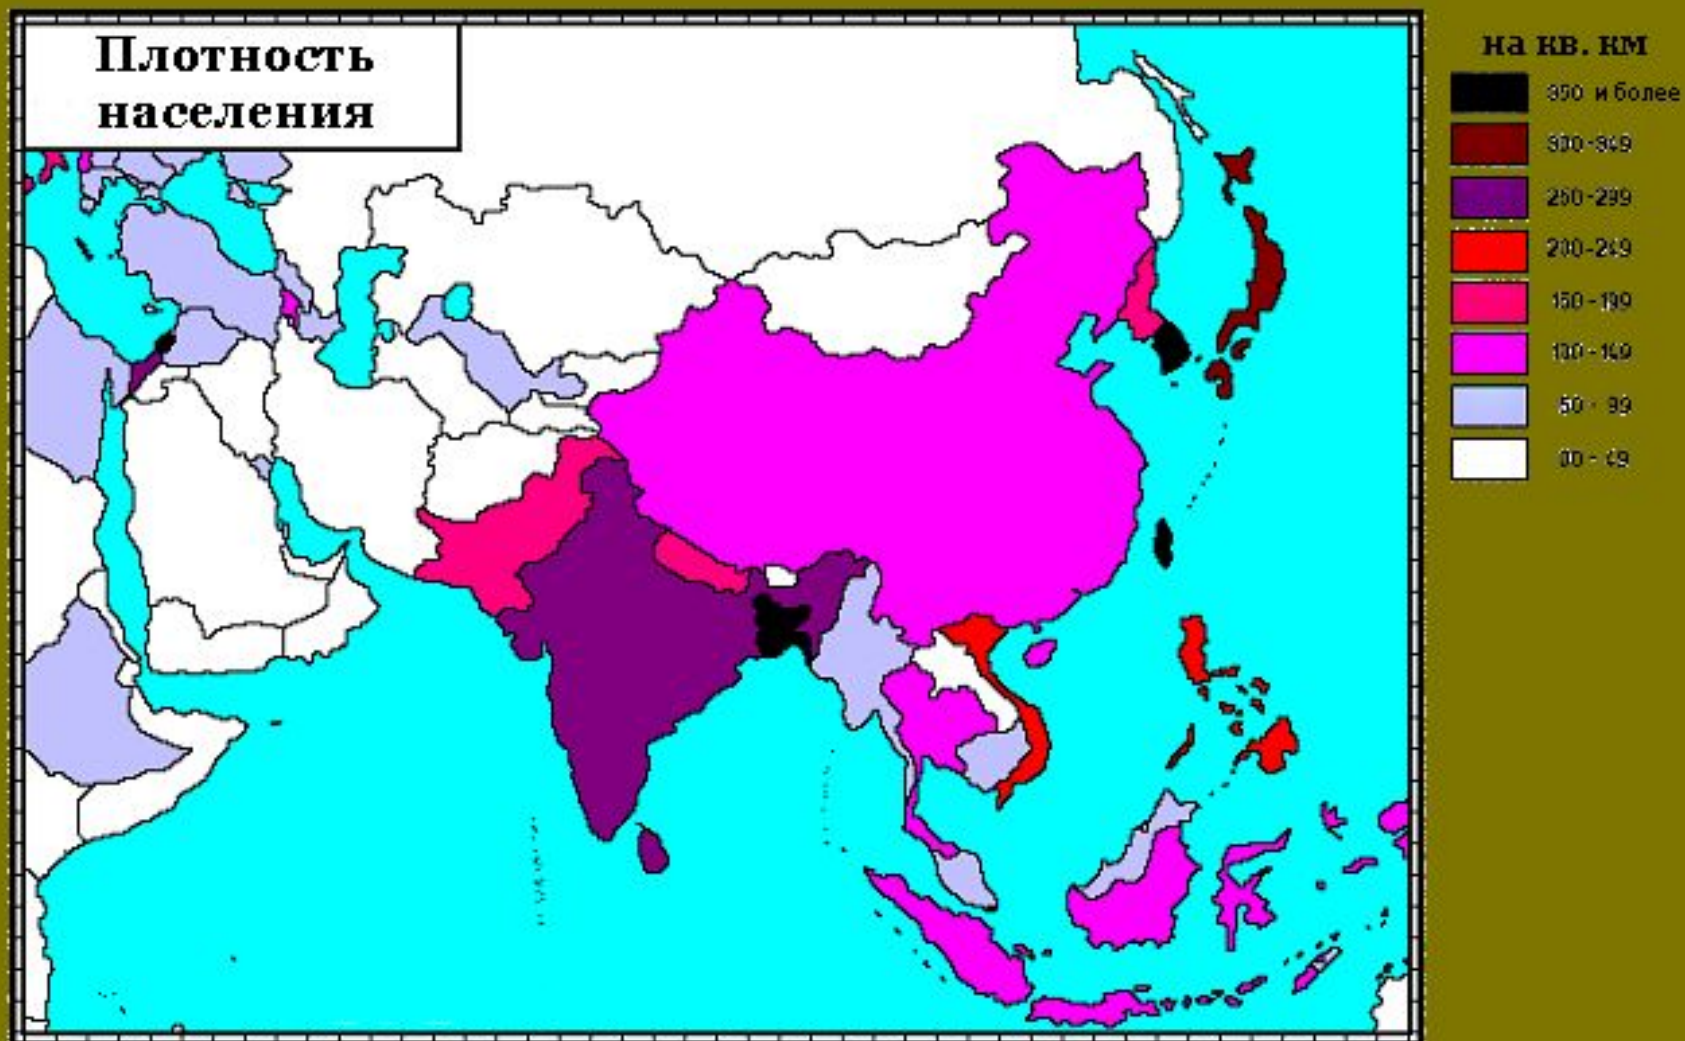 Плотность
населения
на кв. км
350 и более
300-349
250-299
200-249
150-199
100-149
50 - 99
00 - 49